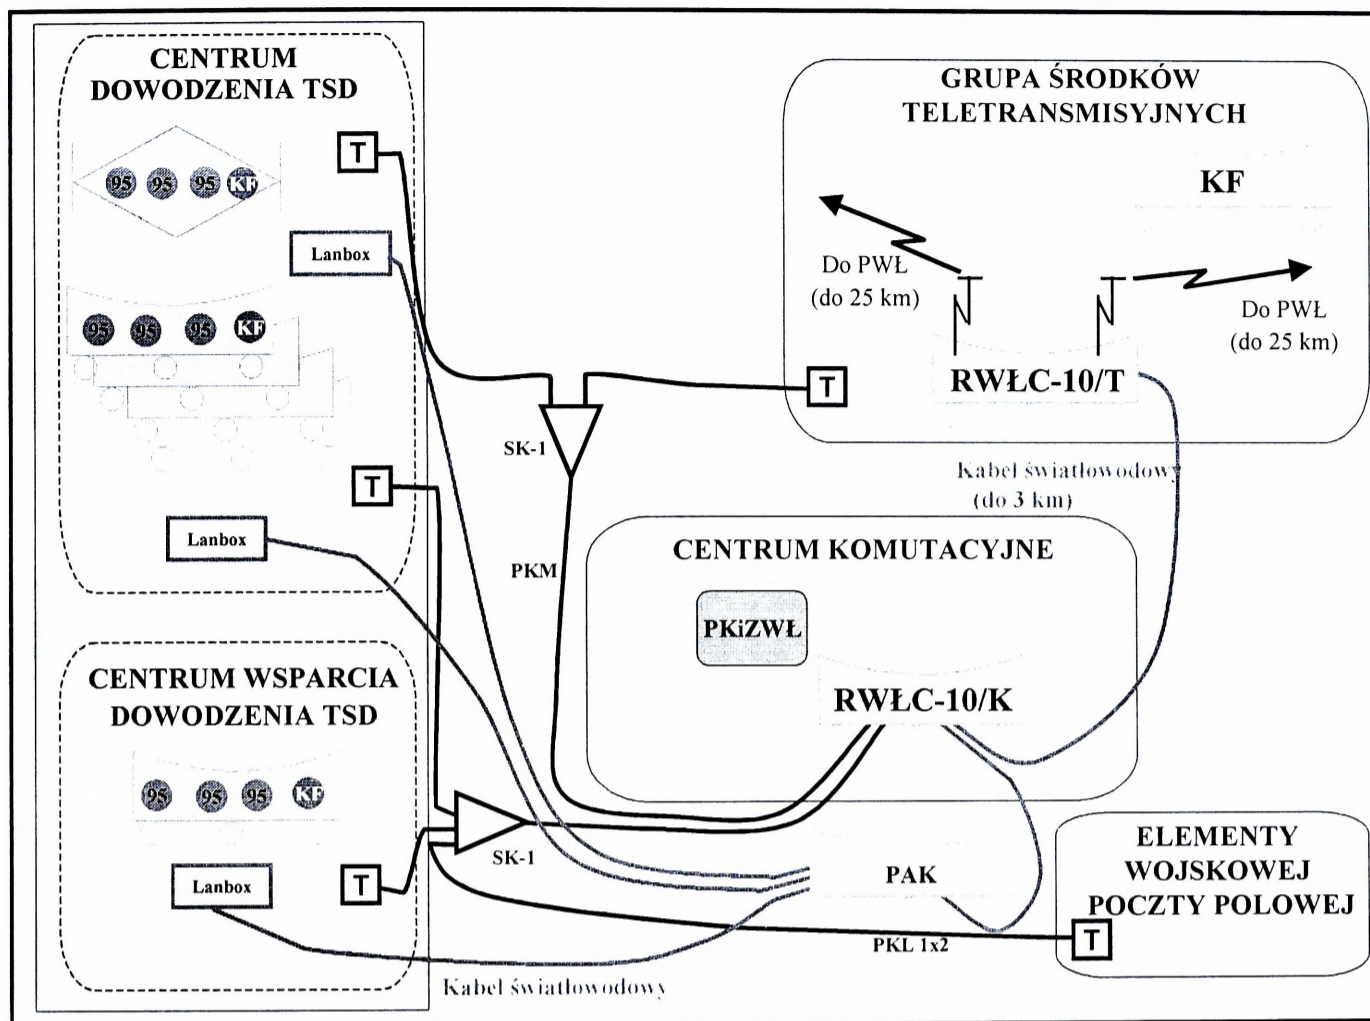 CENTRUM
DOWODZENIA TSD
T
95 95 95 KF
Lanbox
95 95 95 KF
T
Lanbox
CENTRUM WSPARCIA
DOWODZENIA TSD
95 95 95 KF
Lanbox
T
SK-1
PKM
SK-1
Kabel światłowodowy
GRUPA ŚRODKÓW
TELETRANSMISYJNYCH
KF
Do PWŁ
(do 25 km)
Do PWŁ
(do 25 km)
T
RWŁC-10/T
Kabel światłowodowy
(do 3 km)
CENTRUM KOMUTACYJNE
PKiZWŁ
RWŁC-10/K
PAK
PKL 1x2
ELEMENTY
WOJSKOWEJ
POCZTY POLOWEJ
T